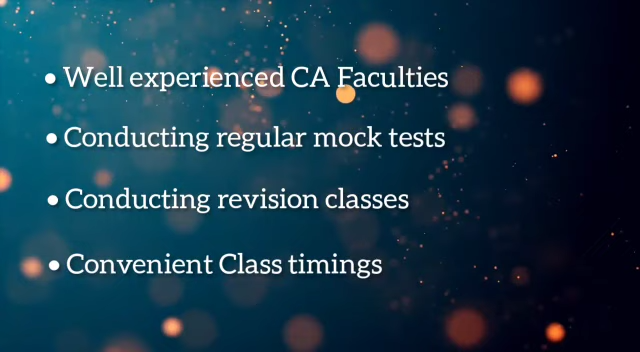 • Well experienced CA Faculties
• Conducting regular mock tests
• Conducting revision classes
• Convenient Class timings